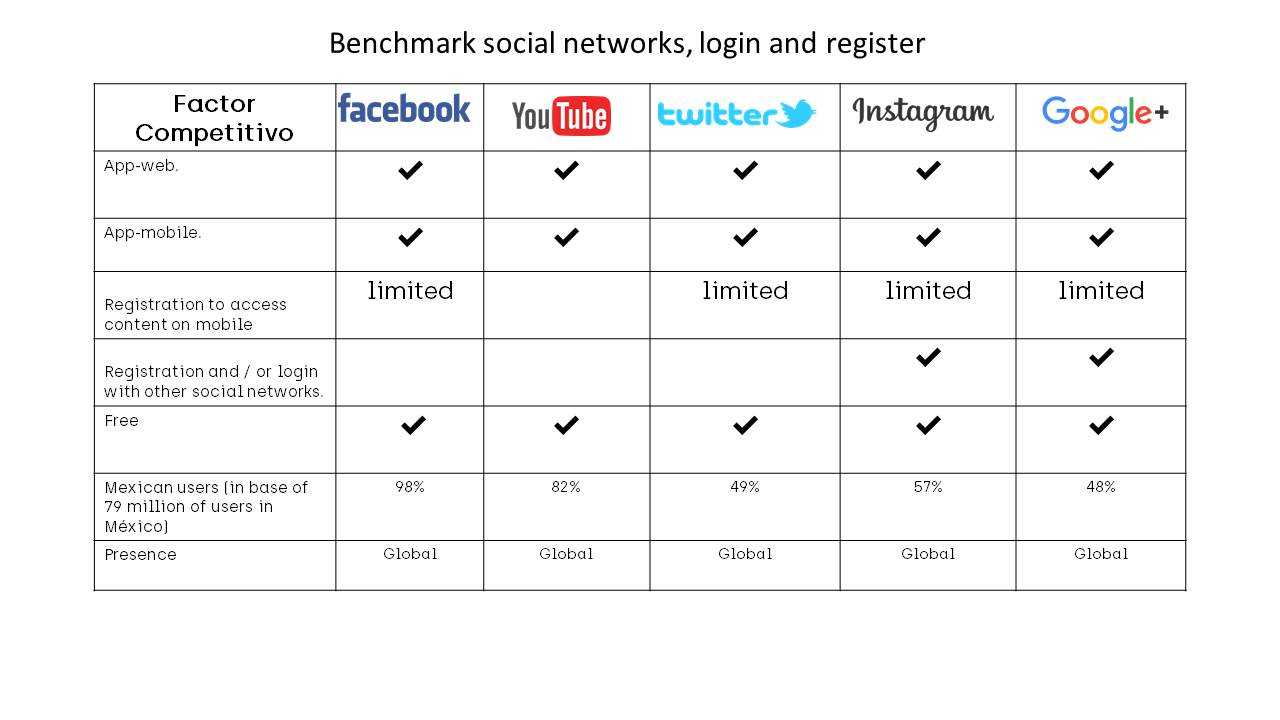 Benchmark social networks, login and register
Factor
Competitivo
facebook
YouTube
twitter
Instagram
Google+
App-web.
App-mobile.
Registration to access
content on mobile
limited
limited
limited
limited
Registration and / or login
with other social networks.
Free
Mexican users (in base of
79 million of users in
México)
98%
82%
49%
57%
48%
Presence
Global
Global
Global
Global
Global